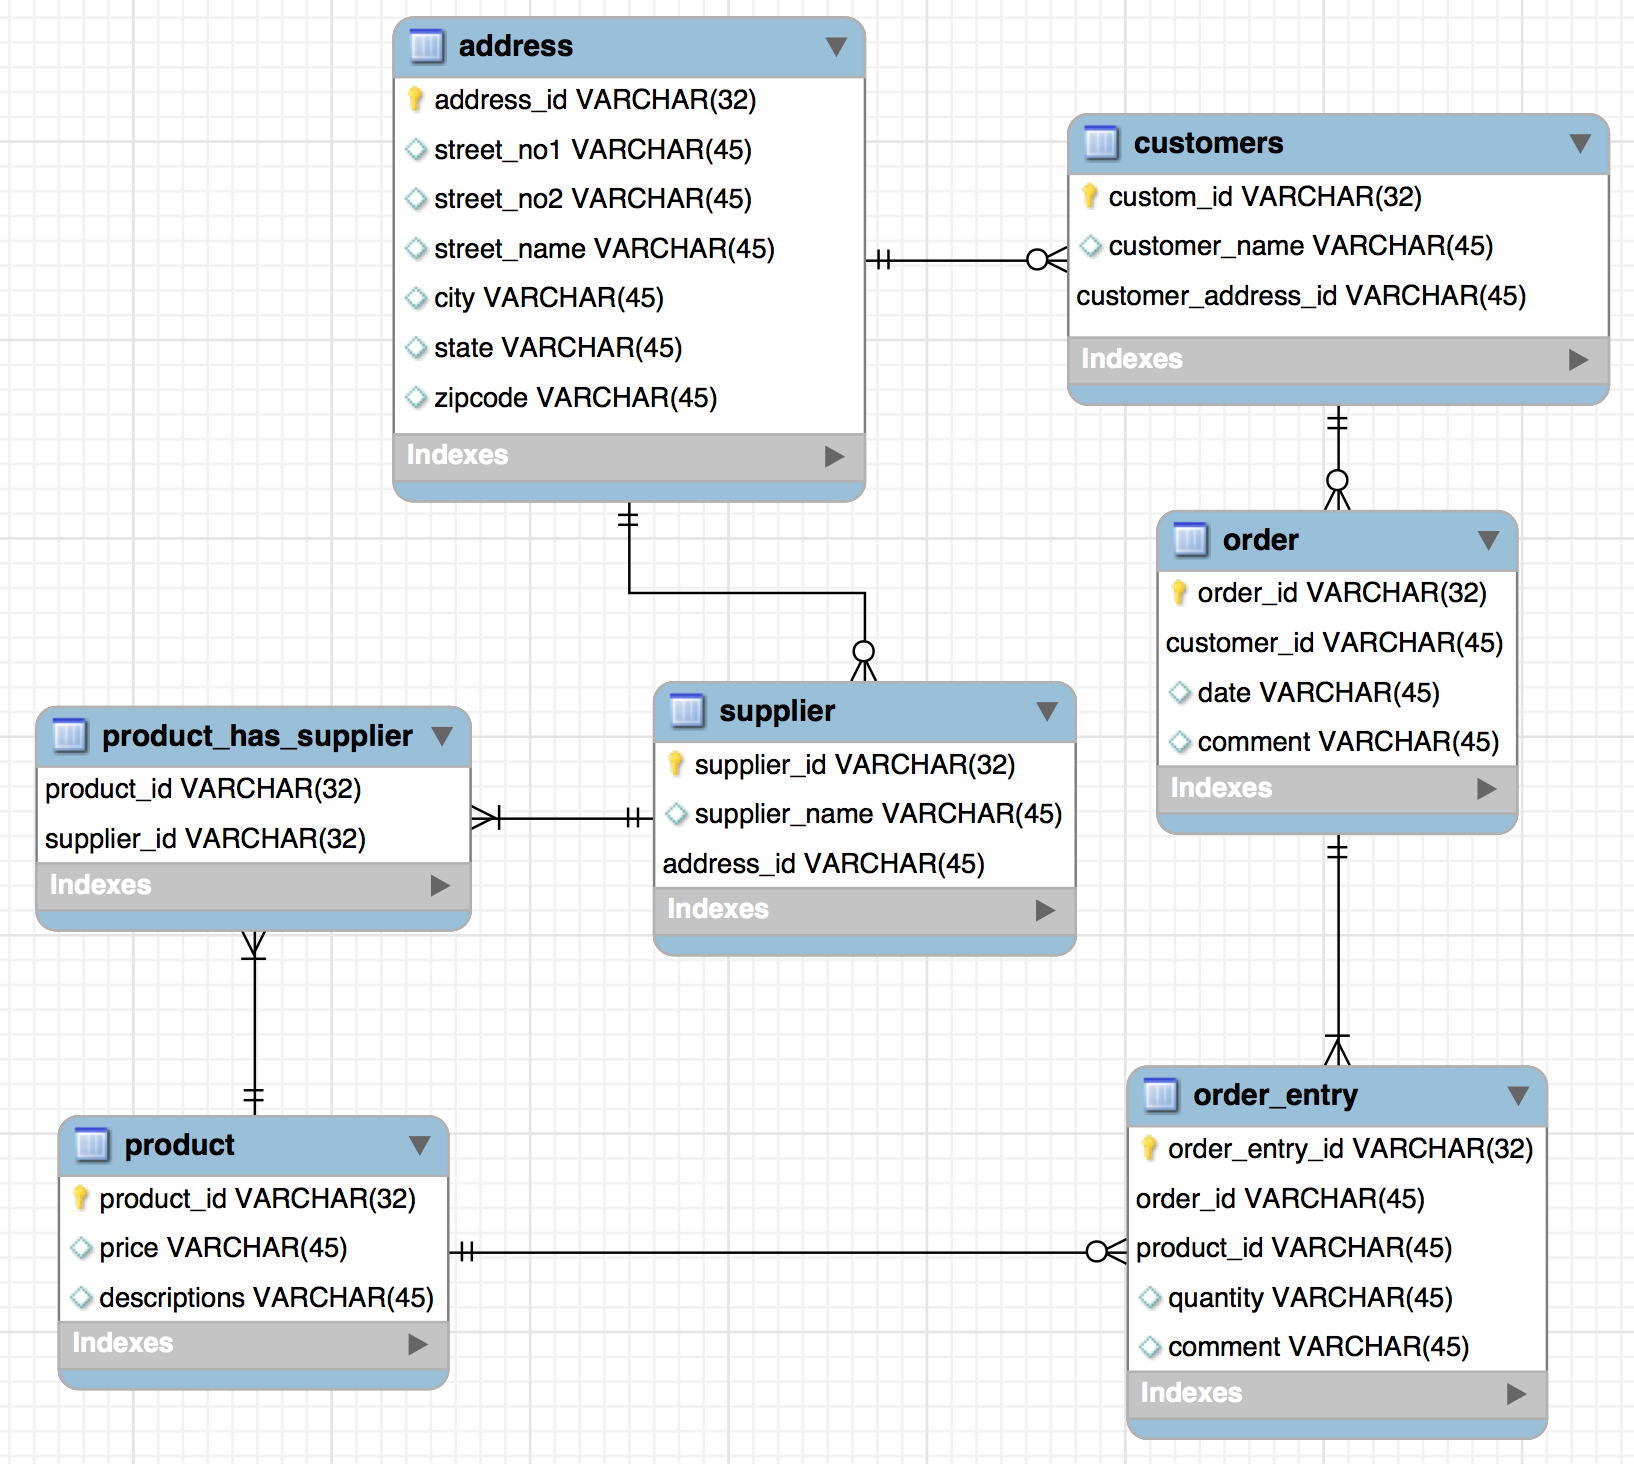 address
address_id VARCHAR(32)
street_no1 VARCHAR(45)
street_no2 VARCHAR(45)
street_name VARCHAR(45)
city VARCHAR(45)
state VARCHAR(45)
zipcode VARCHAR(45)
Indexes
customers
custom_id VARCHAR(32)
customer_name VARCHAR(45)
customer_address_id VARCHAR(45)
Indexes
order
order_id VARCHAR(32)
customer_id VARCHAR(45)
date VARCHAR(45)
comment VARCHAR(45)
Indexes
product_has_supplier
product_id VARCHAR(32)
supplier_id VARCHAR(32)
Indexes
supplier
supplier_id VARCHAR(32)
supplier_name VARCHAR(45)
address_id VARCHAR(45)
Indexes
product
product_id VARCHAR(32)
price VARCHAR(45)
descriptions VARCHAR(45)
Indexes
order_entry
order_entry_id VARCHAR(32)
order_id VARCHAR(45)
product_id VARCHAR(45)
quantity VARCHAR(45)
comment VARCHAR(45)
Indexes